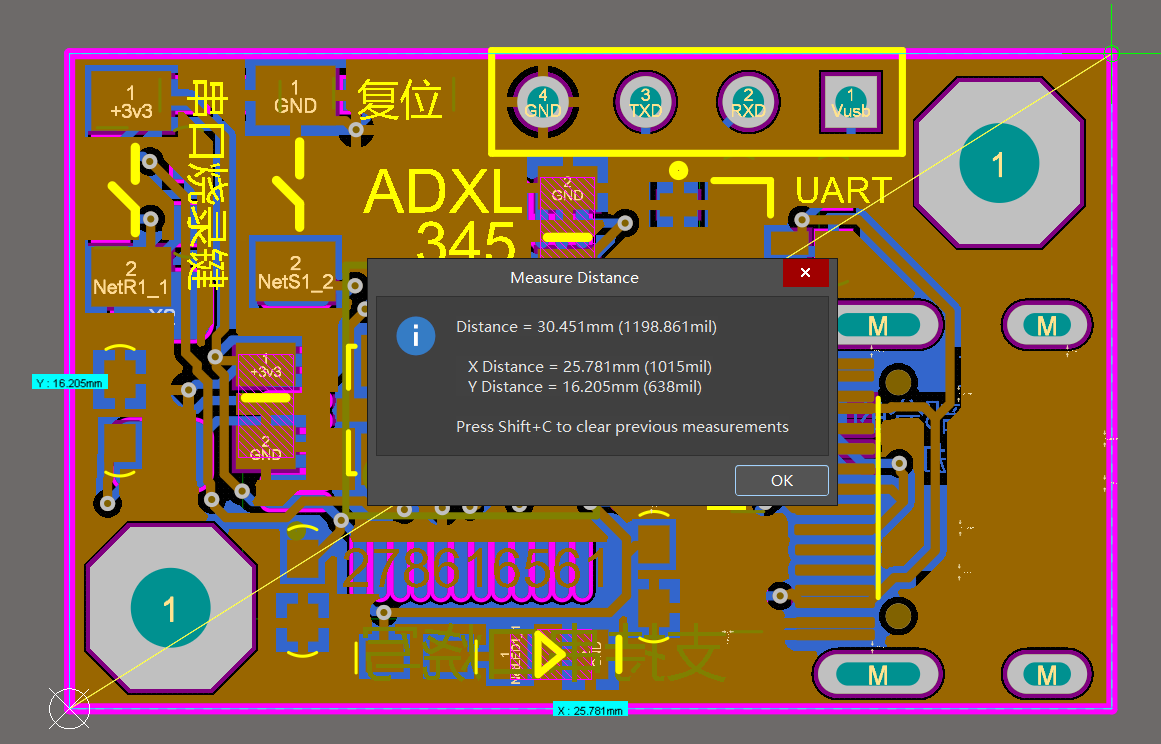 1
+3v3
串口烧录键
1
GND
复位
4
GND
3
TXD
2
RXD
1
Vusb
1
ADXL
345
2
GND
UART
2
NetR1_1
2
NetS1_2
Measure Distance
Distance = 30.451mm (1198.861mil)
X Distance = 25.781mm (1015mil)
Y Distance = 16.205mm (638mil)
Press Shift+C to clear previous measurements
OK
M
M
1
+3v3
Y : 16.205mm
2
GND
1
278616561
M
M
X : 25.781mm